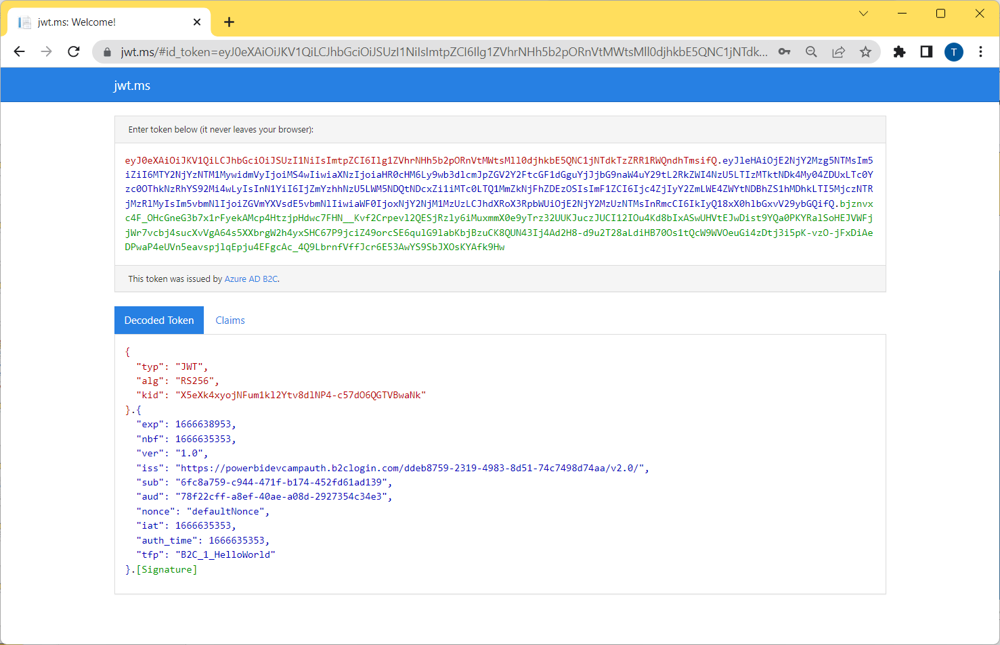 jwt.ms: Welcome!
jwt.ms/#id_token=eyJ0eXAiOiJKV1QiLCJhbGciOiJSUzI1NiIsImtpZCI6Ilg1ZVhrNHh5b2pORnVtMWtsMll0djhkbE5QNC1jNTdk...
T
jwt.ms
Enter token below (it never leaves your browser):
eyJ0eXAiOiJKV1QiLCJhbGciOiJSUzI1NiIsImtpZCI6Ilg1ZVhrNHh5b2pORnVtMWtsMll0djhkbE5QNC1jNTdkTzZRR1RWQndhTmsifQ.eyJleHAiOjE2NjY2Mzg5NTMsIm5
iZiI6MTY2NjYzNTM1MywidmVyIjoiMS4wIiwiaXNzIjoiaHR0cHM6Ly9wb3dlcmJpZGV2Y2FtcGF1dGguYjJjbG9naW4uY29tL2RkZWI4NzU5LTIzMTktNDk4My04ZDUxLTc0Y
zc0OThkNzRhYS92Mi4wLyIsInN1YiI6IjZmYzhhNzU5LWM5NDQtNDcxZi1iMTc0LTQ1MmZkNjFhZDEzOSIsImF1ZCI6Ijc4ZjIyY2ZmLWE4ZWYtNDBhZS1hMDhkLTI5MjczNTR
jMzRlMyIsIm5vbmNlIjoiZGVmYXVsdE5vbmNlIiwiaWF0IjoxNjY2NjM1MzUzLCJhdXRoX3RpbWUiOjE2NjY2MzUzNTMsInRmcCI6IkIyQ18xX0hlbGxvV29ybGQifQ.bjznvx
c4F_OHcGneG3b7x1rFyekAMcp4HtzjpHdwc7FHN__Kvf2Crpevl2QESjRzly6iMuxmmX0e9yTrz32UUKJuczJUCI12IOu4Kd8bIxASwUHVtEJwDist9YQa0PKYRalSoHEJVWFj
jWr7vcbj4sucXvVgA64s5XXbrgW2h4yxSHC67P9jciZ49orcSE6qulG9labKbjBzuCK8QUN43Ij4Ad2H8-d9u2T28aLdiHB70Os1tQcW9WVOeuGi4zDtj3i5pK-vzO-jFxDiAe
DPwaP4eUVn5eavspjlqEpju4EFgcAc_4Q9LbrnfVffJcr6E53AwYS9SbJXOsKYAfk9Hw
This token was issued by Azure AD B2C.
Decoded Token Claims
{
"typ": "JWT",
"alg": "RS256",
"kid": "X5eXk4xyojNFum1kl2Ytv8dlNP4-c57dO6QGTVBwaNk"
}.{
"exp": 1666638953,
"nbf": 1666635353,
"ver": "1.0",
"iss": "https://powerbidevcampauth.b2clogin.com/ddeb8759-2319-4983-8d51-74c7498d74aa/v2.0/",
"sub": "6fc8a759-c944-471f-b174-452fd61ad139",
"aud": "78f22cff-a8ef-40ae-a08d-2927354c34e3",
"nonce": "defaultNonce",
"iat": 1666635353,
"auth_time": 1666635353,
"tfp": "B2C_1_HelloWorld"
}.[Signature]